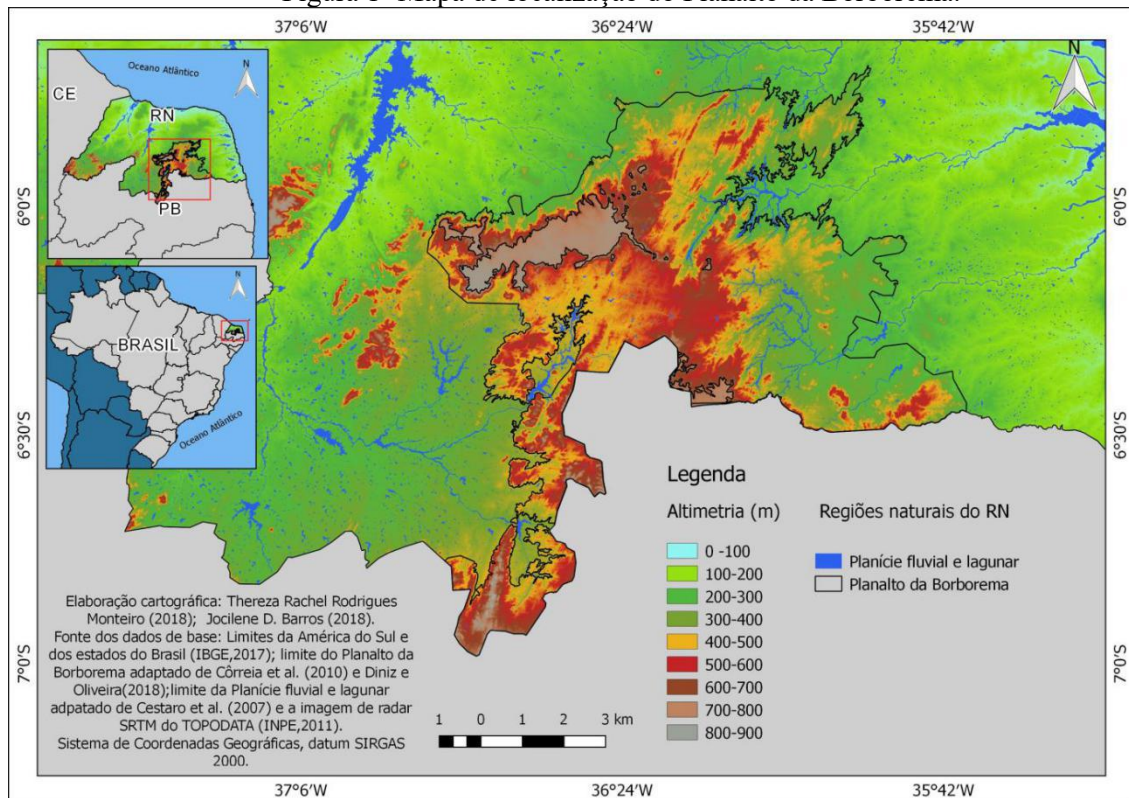 37°6'W
36°24'W
35°42'W
Oceano Atlântico
N
CE
RN
PB
N
BRASIL
Oceano Atlântico
N
6°0'S
6°0'S
6°30'S
6°30'S
7°0'S
7°0'S
Elaboração cartográfica: Thereza Rachel Rodrigues
Monteiro (2018); Jocilene D. Barros (2018).
Fonte dos dados de base: Limites da América do Sul e
dos estados do Brasil (IBGE,2017); limite do Planalto da
Borborema adaptado de Côrreia et al. (2010) e Diniz e
Oliveira(2018);limite da Planície fluvial e lagunar
adpatado de Cestaro et al. (2007) e a imagem de radar
SRTM do TOPODATA (INPE,2011).
Sistema de Coordenadas Geográficas, datum SIRGAS
2000.
1 0 1 2 3 km
Legenda
Altimetria (m)
0 -100
100-200
200-300
300-400
400-500
500-600
600-700
700-800
800-900
Regiões naturais do RN
Planície fluvial e lagunar
Planalto da Borborema
37°6'W
36°24'W
35°42'W